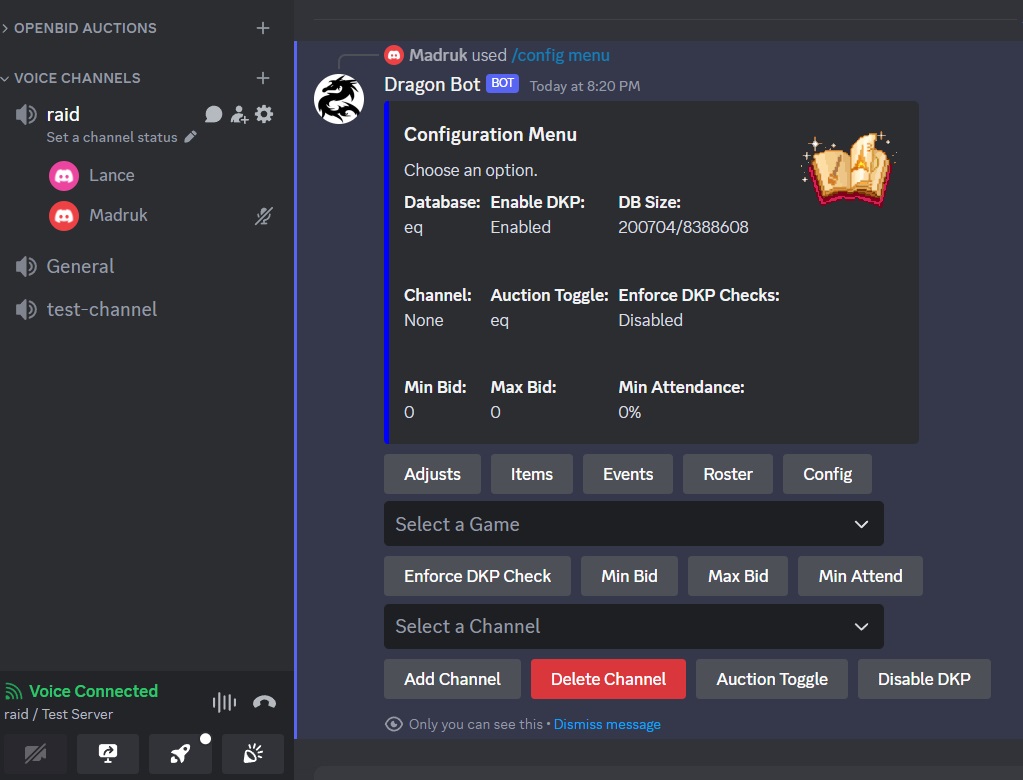 OPENBID AUCTIONS
VOICE CHANNELS
raid
Set a channel status
Lance
Madruk
General
test-channel
Voice Connected
raid / Test Server
Madruk used /config menu
Dragon Bot BOT Today at 8:20 PM
Configuration Menu
Choose an option.
Database: Enable DKP: DB Size:
eq Enabled 200704/8388608
Channel: Auction Toggle: Enforce DKP Checks:
None eq Disabled
Min Bid: Max Bid: Min Attendance:
0 0 0%
Adjusts Items Events Roster Config
Select a Game
Enforce DKP Check Min Bid Max Bid Min Attend
Select a Channel
Add Channel Delete Channel Auction Toggle Disable DKP
Only you can see this • Dismiss message